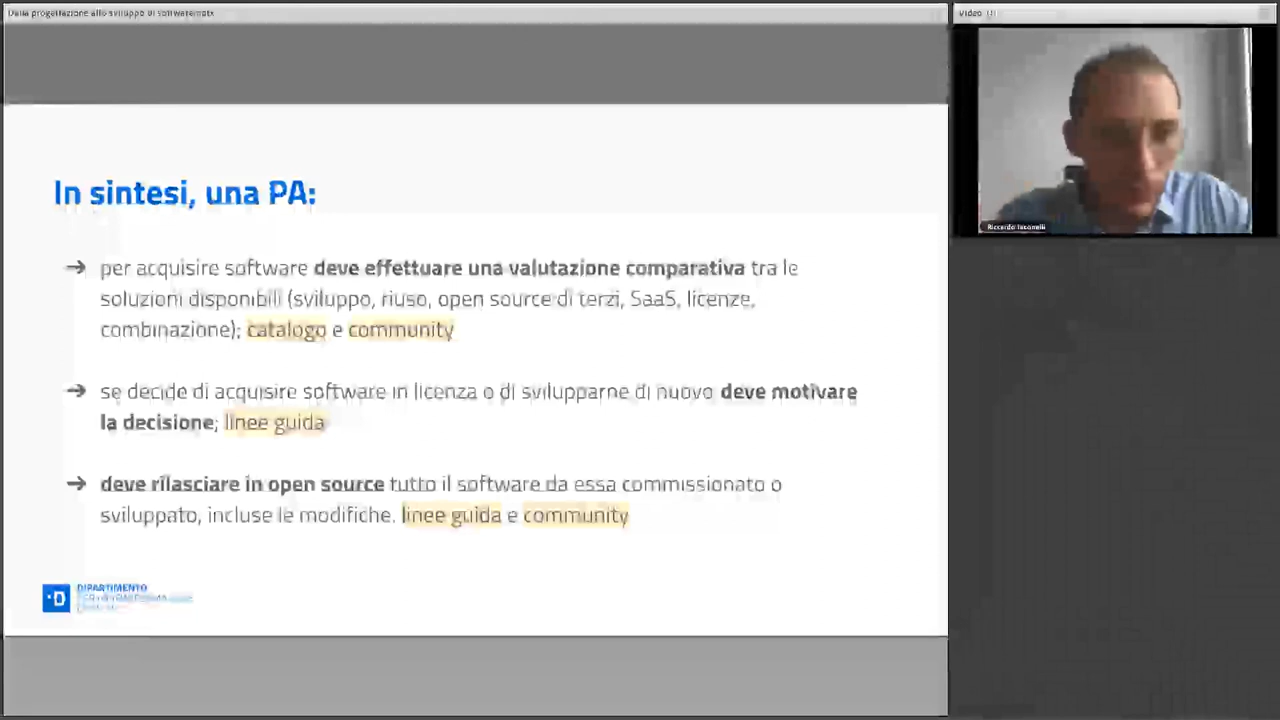 Dalla progettazione allo sviluppo di software.pptx
Video
In sintesi, una PA:
➔ per acquisire software deve effettuare una valutazione comparativa tra le
soluzioni disponibili (sviluppo, riuso, open source di terzi, SaaS, licenze,
combinazione); catalogo e community
➔ se decide di acquisire software in licenza o di svilupparne di nuovo deve motivare
la decisione; linee guida
➔ deve rilasciare in open source tutto il software da essa commissionato o
sviluppato, incluse le modifiche. linee guida e community
DIPARTIMENTO
Riccardo Iaconelli